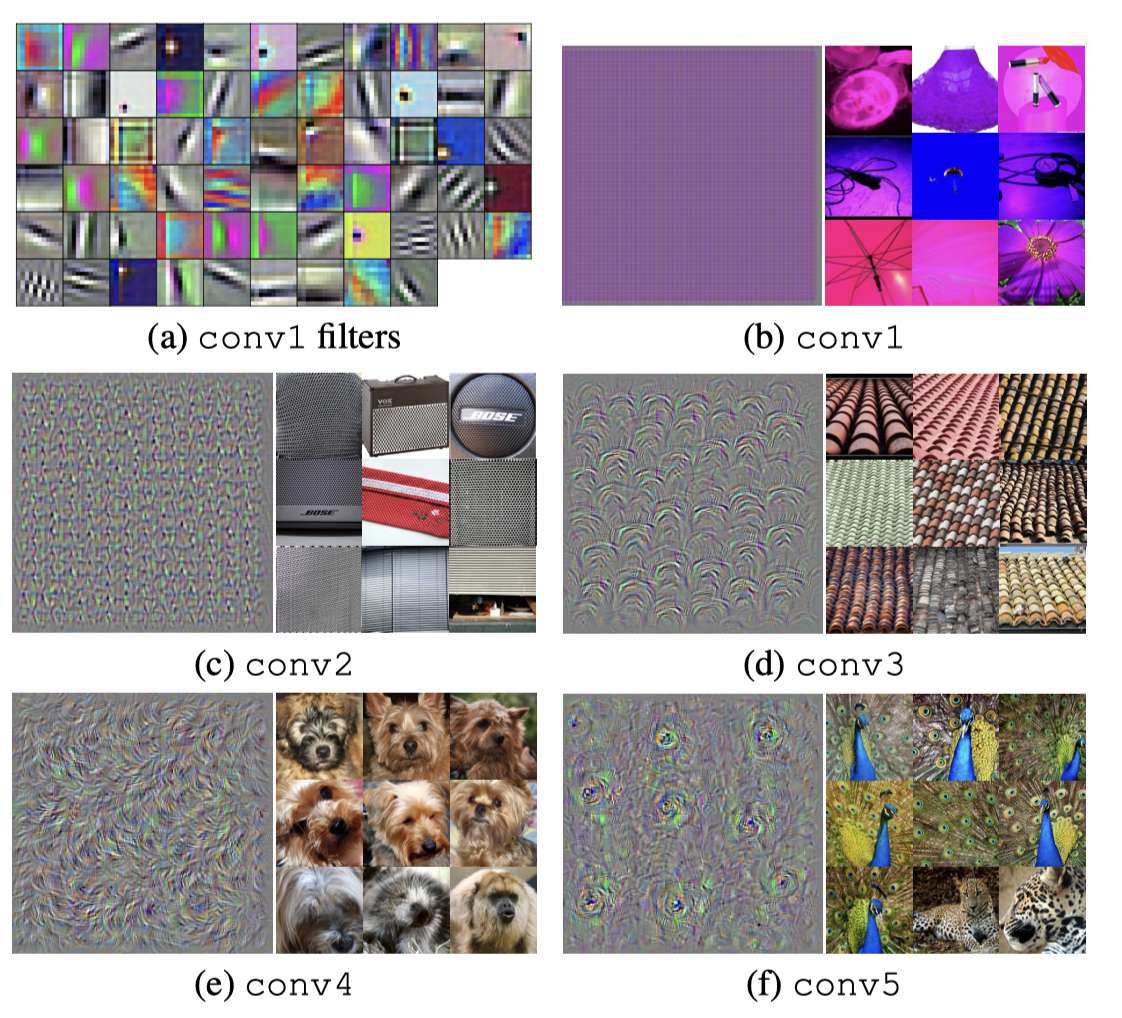 (a) conv1 filters
(b) conv1
VOX
BOSE
BOSE
(c) conv2
(d) conv3
(e) conv4
(f) conv5